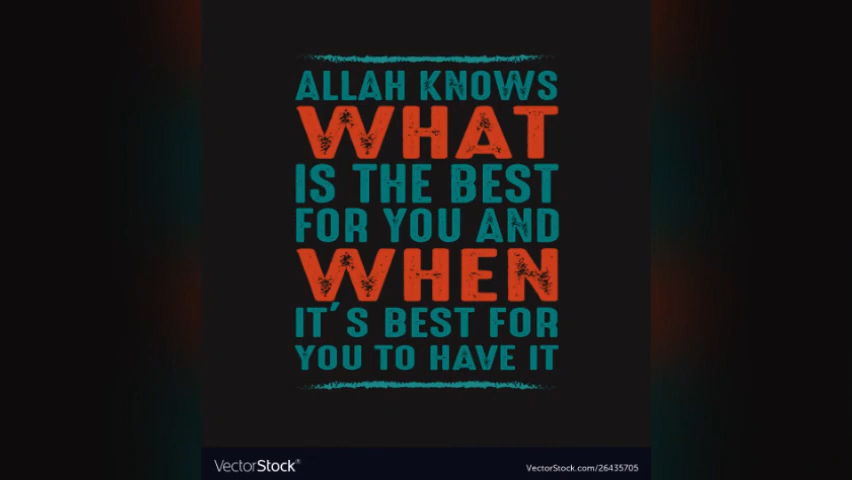 ALLAH KNOWS
WHAT
IS THE BEST
FOR YOU AND
WHEN
IT'S BEST FOR
YOU TO HAVE IT
VectorStock®
VectorStock.com/26435705